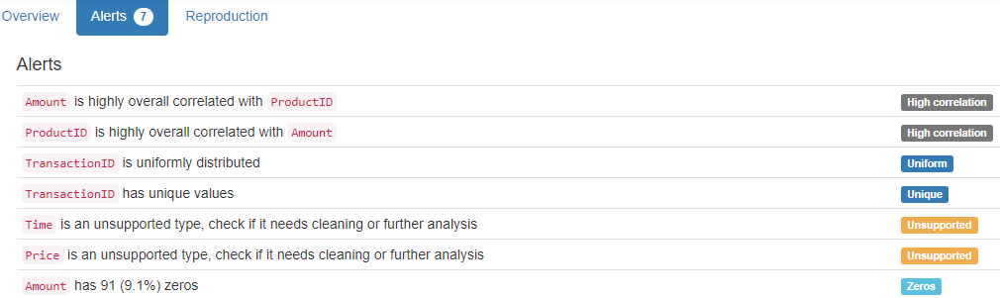 Overview Alerts 7 Reproduction
Alerts
Amount is highly overall correlated with ProductID High correlation
ProductID is highly overall correlated with Amount High correlation
TransactionID is uniformly distributed Uniform
TransactionID has unique values Unique
Time is an unsupported type, check if it needs cleaning or further analysis Unsupported
Price is an unsupported type, check if it needs cleaning or further analysis Unsupported
Amount has 91 (9.1%) zeros Zeros